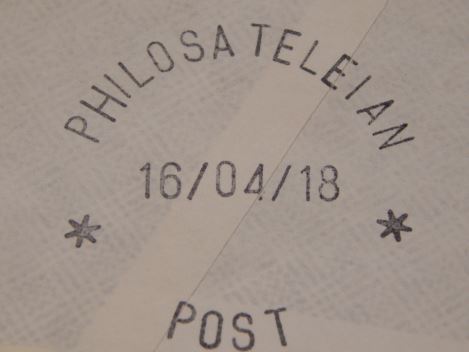 PHILOSATELEIAN
16/04/18
* *
POST